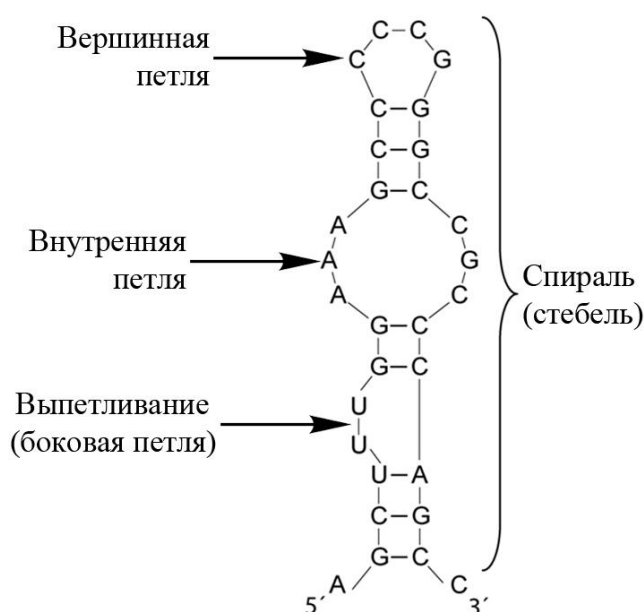 C C
Вершинная
петля
C G
C–G
C–G
G–C
A C
Внутренняя
петля
A G
A C
Спираль
(стебель)
G–C
G–C
Выпетливание
(боковая петля)
U
U
U–A
C–G
G–C
A C
5´ 3´